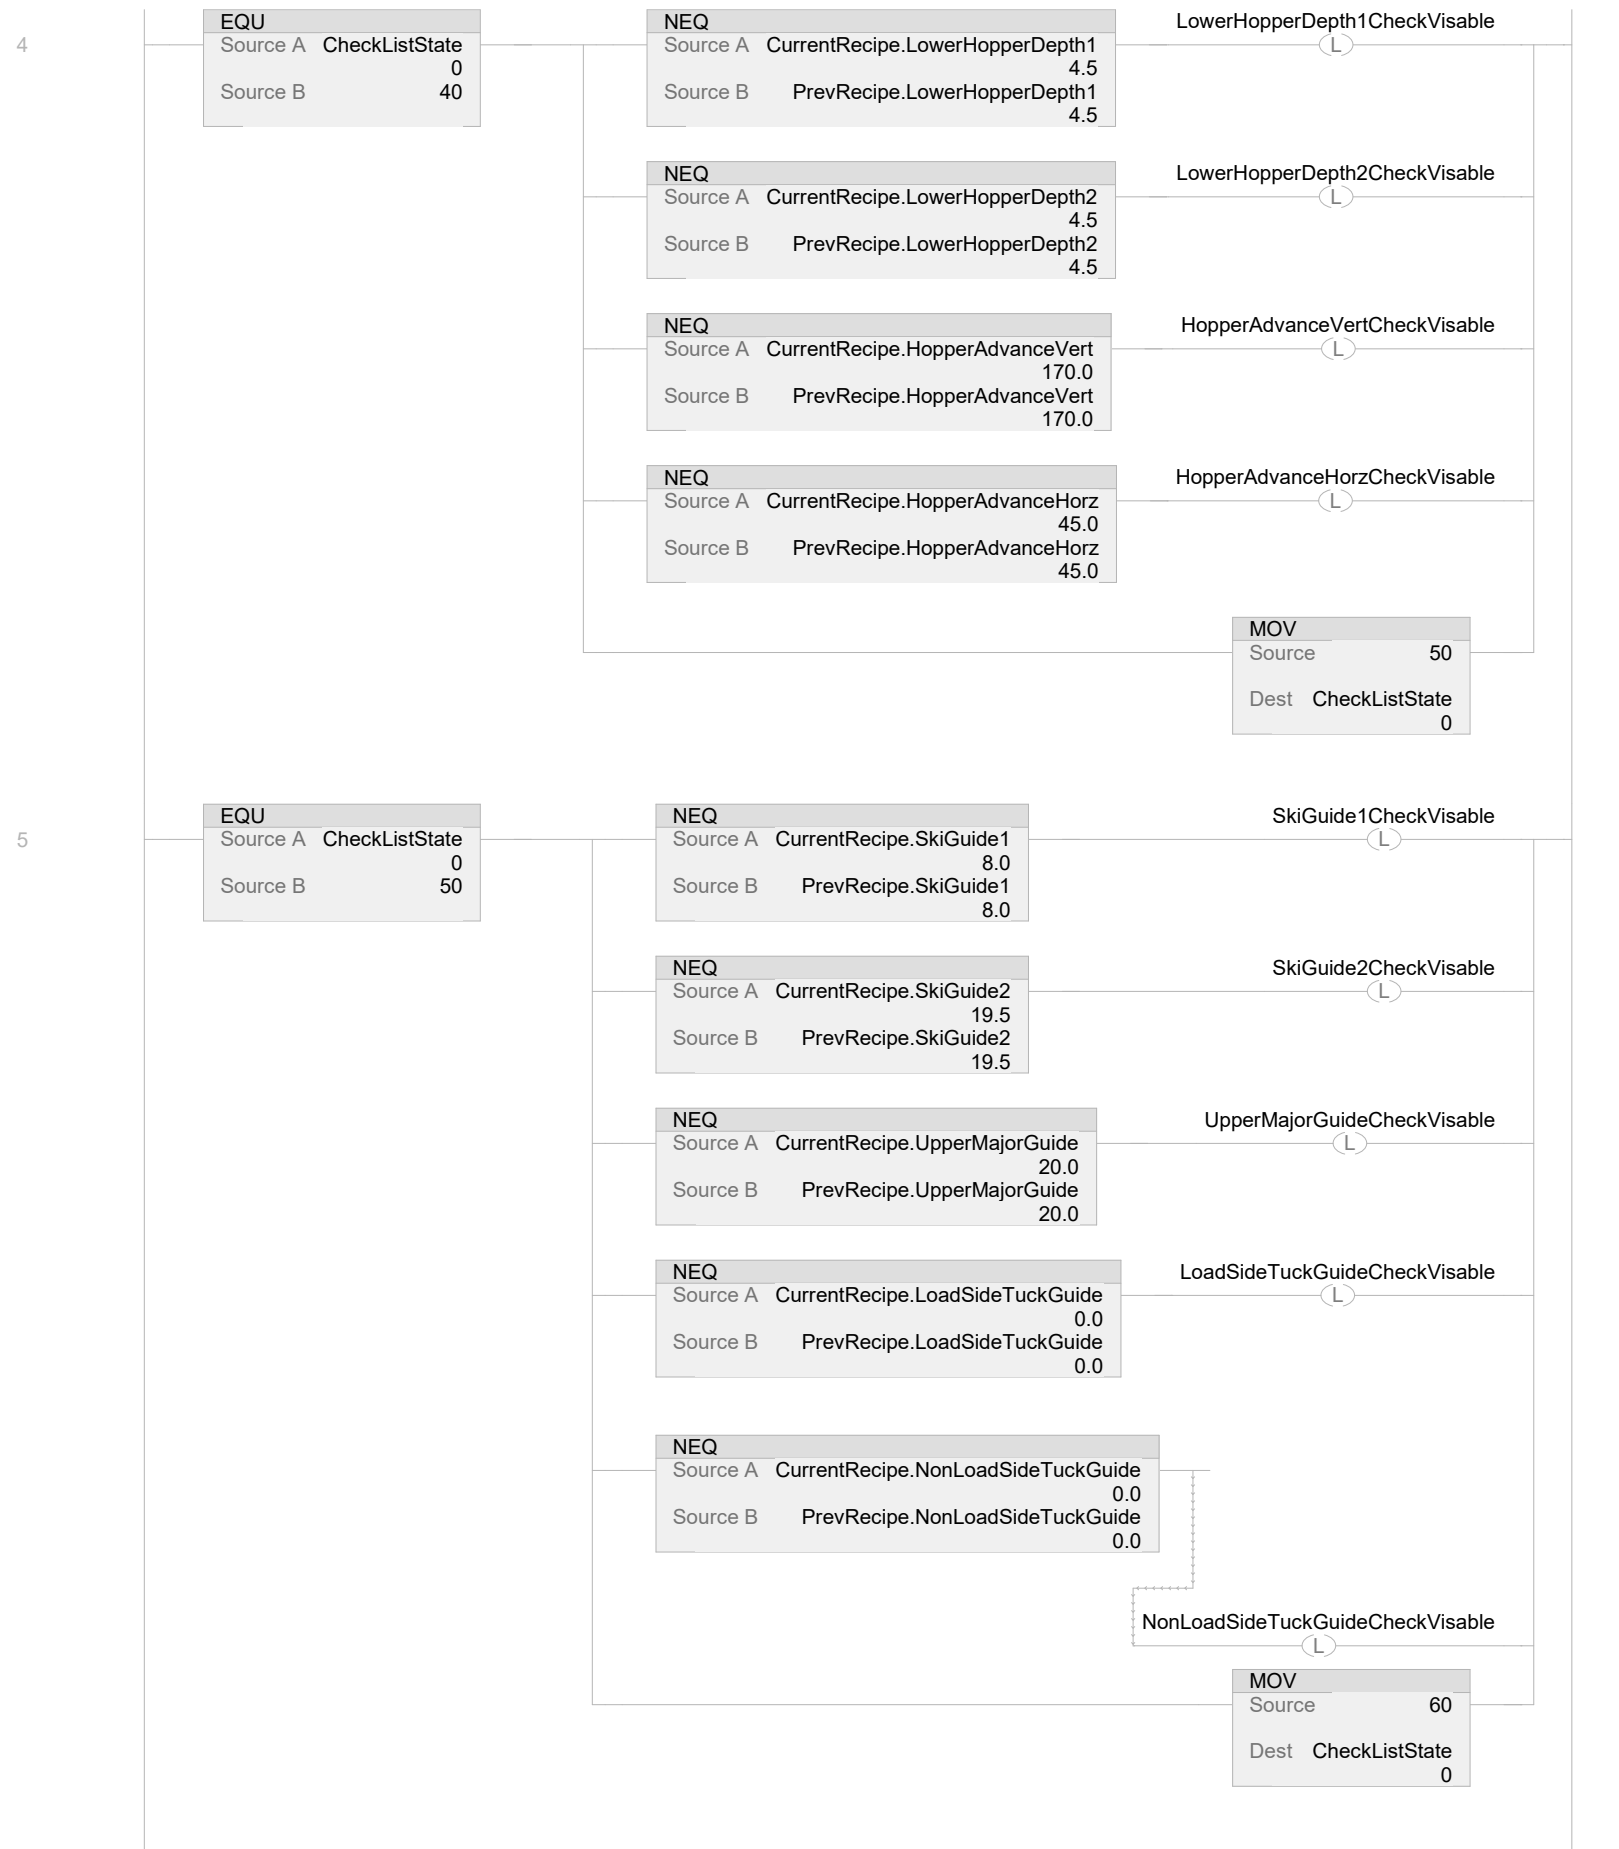 4
EQU
Source A CheckListState
0
Source B 40
NEQ
Source A CurrentRecipe.LowerHopperDepth1
4.5
Source B PrevRecipe.LowerHopperDepth1
4.5
LowerHopperDepth1CheckVisable
L
NEQ
Source A CurrentRecipe.LowerHopperDepth2
4.5
Source B PrevRecipe.LowerHopperDepth2
4.5
LowerHopperDepth2CheckVisable
L
NEQ
Source A CurrentRecipe.HopperAdvanceVert
170.0
Source B PrevRecipe.HopperAdvanceVert
170.0
HopperAdvanceVertCheckVisable
L
NEQ
Source A CurrentRecipe.HopperAdvanceHorz
45.0
Source B PrevRecipe.HopperAdvanceHorz
45.0
HopperAdvanceHorzCheckVisable
L
MOV
Source 50
Dest CheckListState
0
5
EQU
Source A CheckListState
0
Source B 50
NEQ
Source A CurrentRecipe.SkiGuide1
8.0
Source B PrevRecipe.SkiGuide1
8.0
SkiGuide1CheckVisable
L
NEQ
Source A CurrentRecipe.SkiGuide2
19.5
Source B PrevRecipe.SkiGuide2
19.5
SkiGuide2CheckVisable
L
NEQ
Source A CurrentRecipe.UpperMajorGuide
20.0
Source B PrevRecipe.UpperMajorGuide
20.0
UpperMajorGuideCheckVisable
L
NEQ
Source A CurrentRecipe.LoadSideTuckGuide
0.0
Source B PrevRecipe.LoadSideTuckGuide
0.0
LoadSideTuckGuideCheckVisable
L
NEQ
Source A CurrentRecipe.NonLoadSideTuckGuide
0.0
Source B PrevRecipe.NonLoadSideTuckGuide
0.0
NonLoadSideTuckGuideCheckVisable
L
MOV
Source 60
Dest CheckListState
0